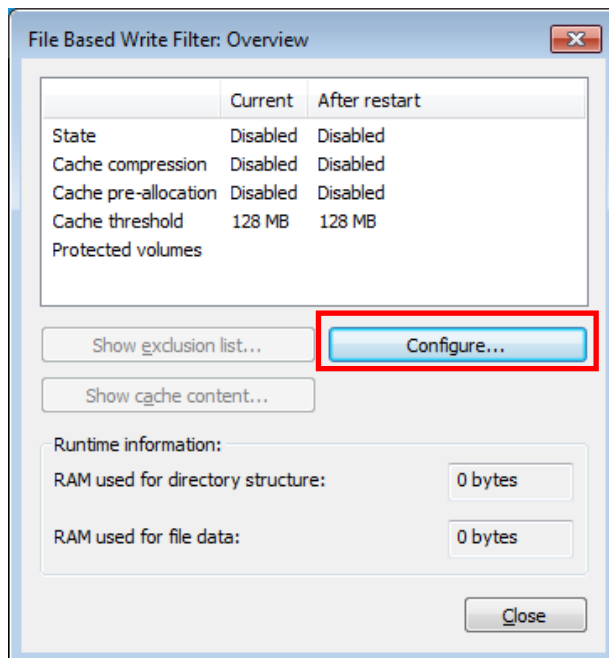 File Based Write Filter: Overview
Current After restart
State Disabled Disabled
Cache compression Disabled Disabled
Cache pre-allocation Disabled Disabled
Cache threshold 128 MB 128 MB
Protected volumes
Show exclusion list... Configure...
Show cache content...
Runtime information:
RAM used for directory structure: 0 bytes
RAM used for file data: 0 bytes
Close